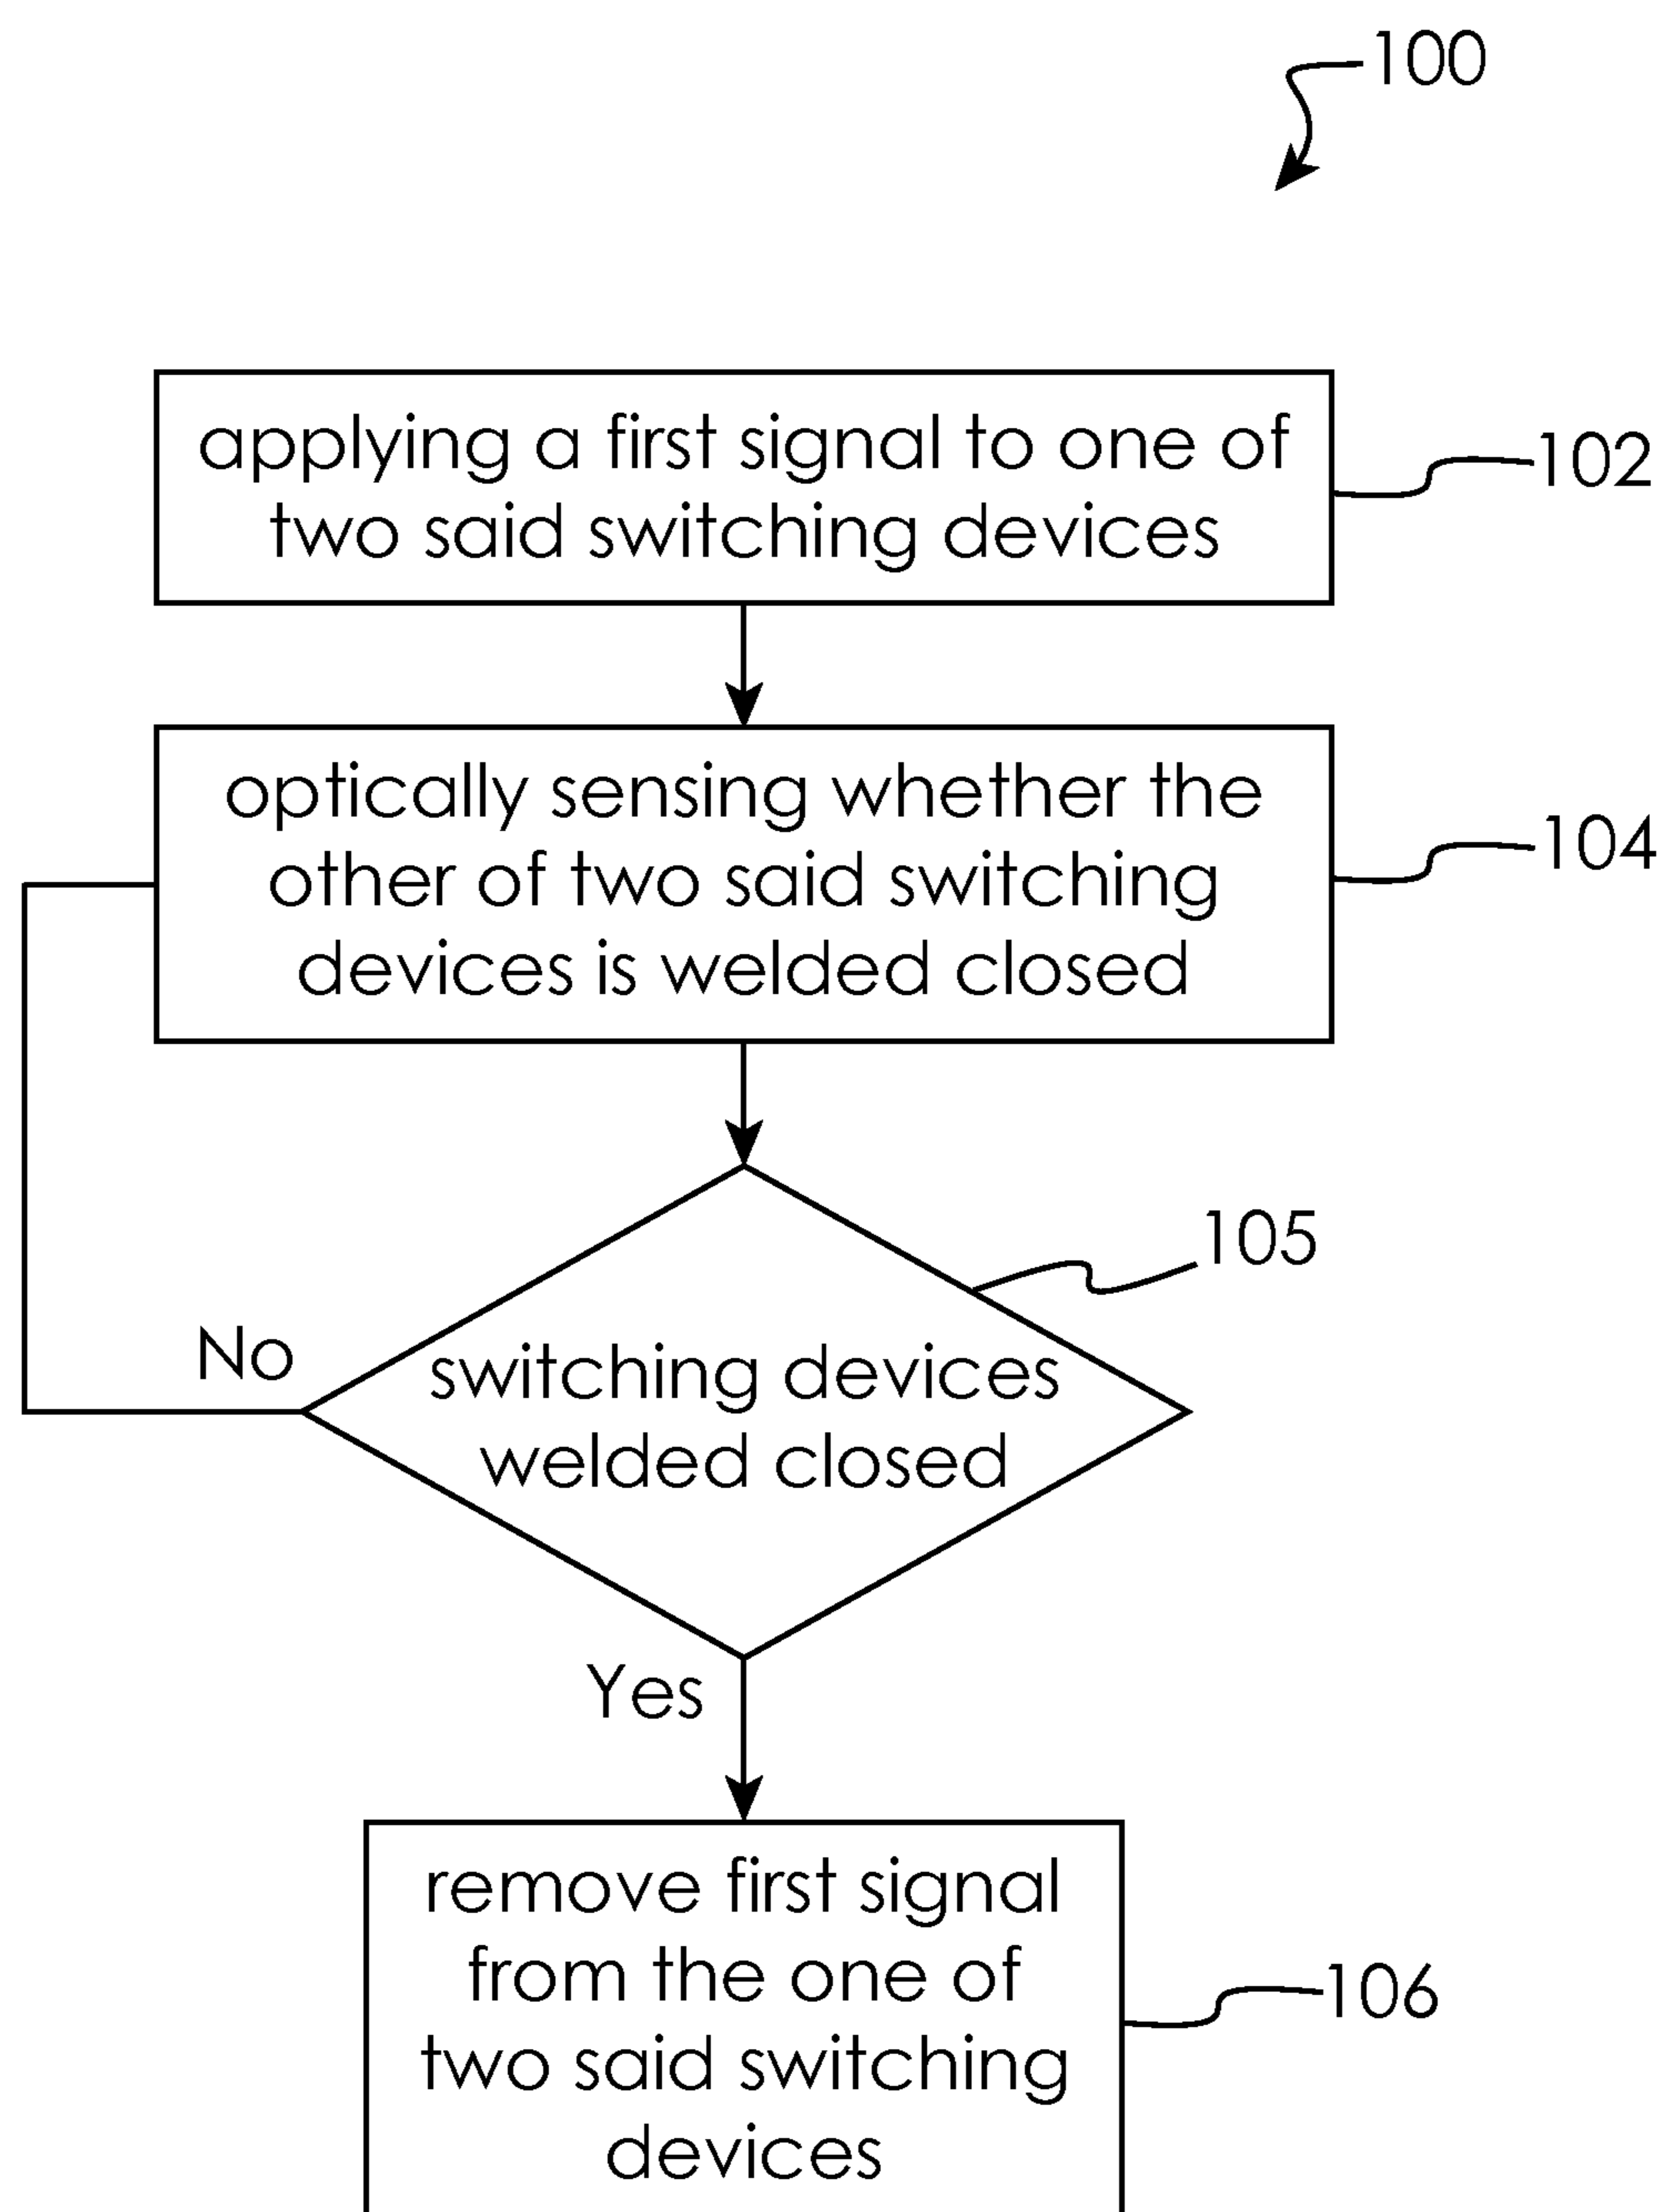 100
applying a first signal to one of
two said switching devices
102
optically sensing whether the
other of two said switching
devices is welded closed
104
105
switching devices
welded closed
No
Yes
remove first signal
from the one of
two said switching
devices
106